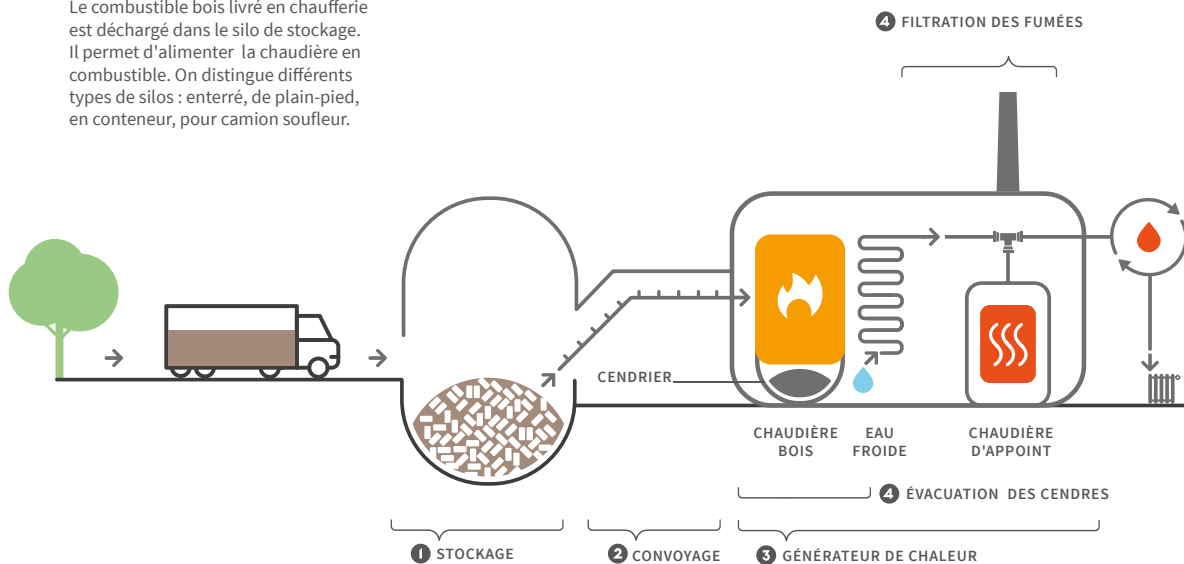 Le combustible bois livré en chaufferie
est déchargé dans le silo de stockage.
Il permet d'alimenter la chaudière en
combustible. On distingue différents
types de silos : enterré, de plain-pied,
en conteneur, pour camion soufleur.
4 FILTRATION DES FUMÉES
CENDRIER
CHAUDIÈRE
BOIS
EAU
FROIDE
CHAUDIÈRE
D'APPOINT
4 ÉVACUATION DES CENDRES
1 STOCKAGE
2 CONVOYAGE
3 GÉNÉRATEUR DE CHALEUR